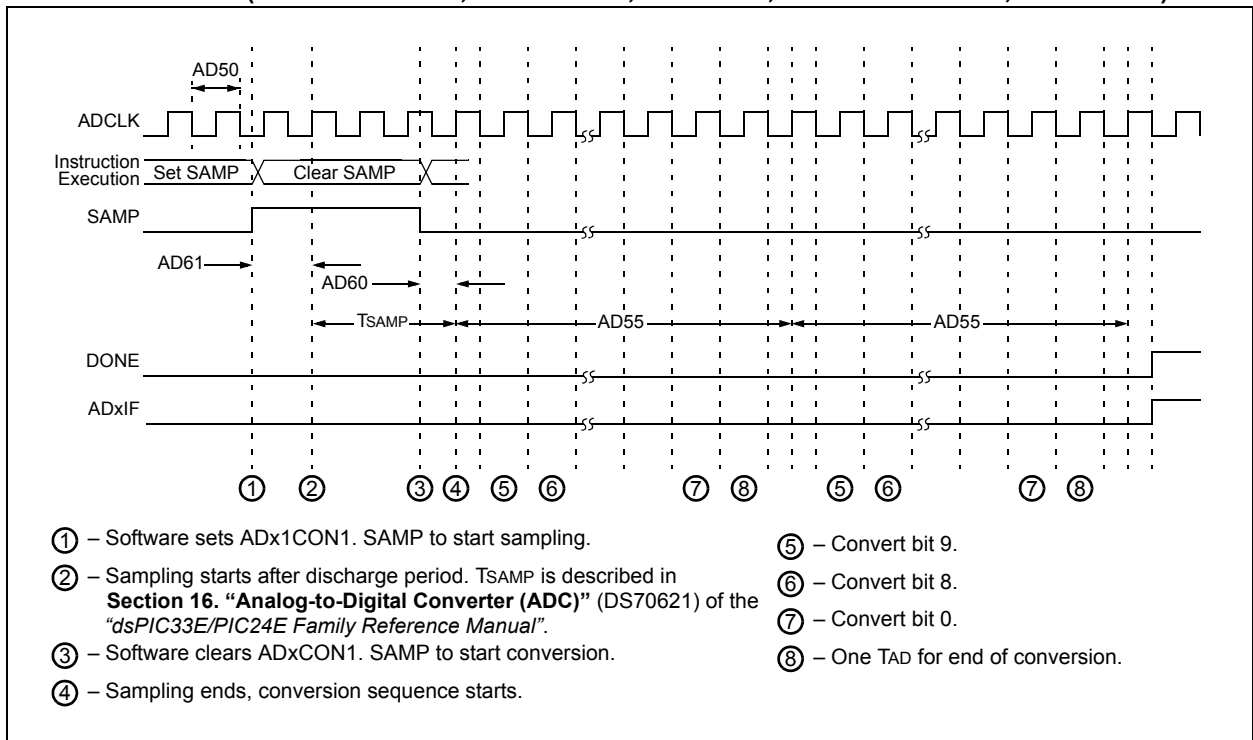 AD50
ADCLK
Instruction
Execution
Set SAMP
Clear SAMP
SAMP
AD61
AD60
TSAMP
AD55
AD55
DONE
ADxIF
1 2 3 4 5 6 7 8 5 6 7 8
1 – Software sets ADx1CON1. SAMP to start sampling.
2 – Sampling starts after discharge period. TSAMP is described in
Section 16. “Analog-to-Digital Converter (ADC)” (DS70621) of the
“dsPIC33E/PIC24E Family Reference Manual”.
3 – Software clears ADxCON1. SAMP to start conversion.
4 – Sampling ends, conversion sequence starts.
5 – Convert bit 9.
6 – Convert bit 8.
7 – Convert bit 0.
8 – One TAD for end of conversion.